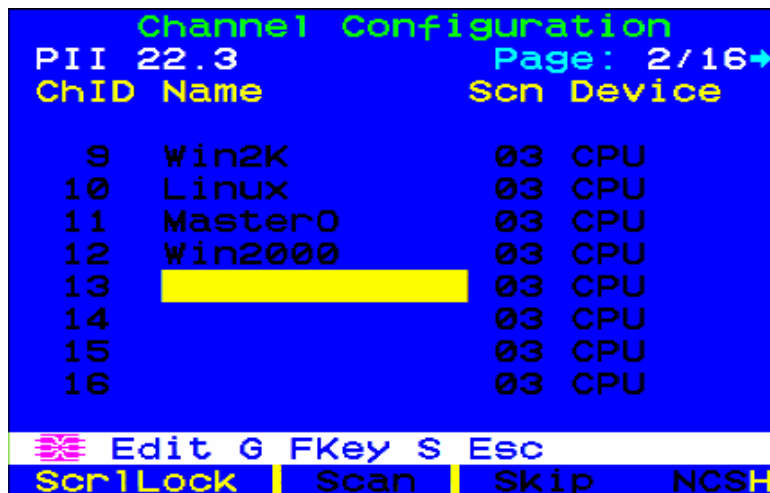 Channel Configuration
PII 22.3 Page: 2/16→
ChID Name Scn Device
9 Win2K 03 CPU
10 Linux 03 CPU
11 MasterO 03 CPU
12 Win2000 03 CPU
13 03 CPU
14 03 CPU
15 03 CPU
16 03 CPU
Edit G FKey S Esc
ScrlLock Scan Skip NCSH